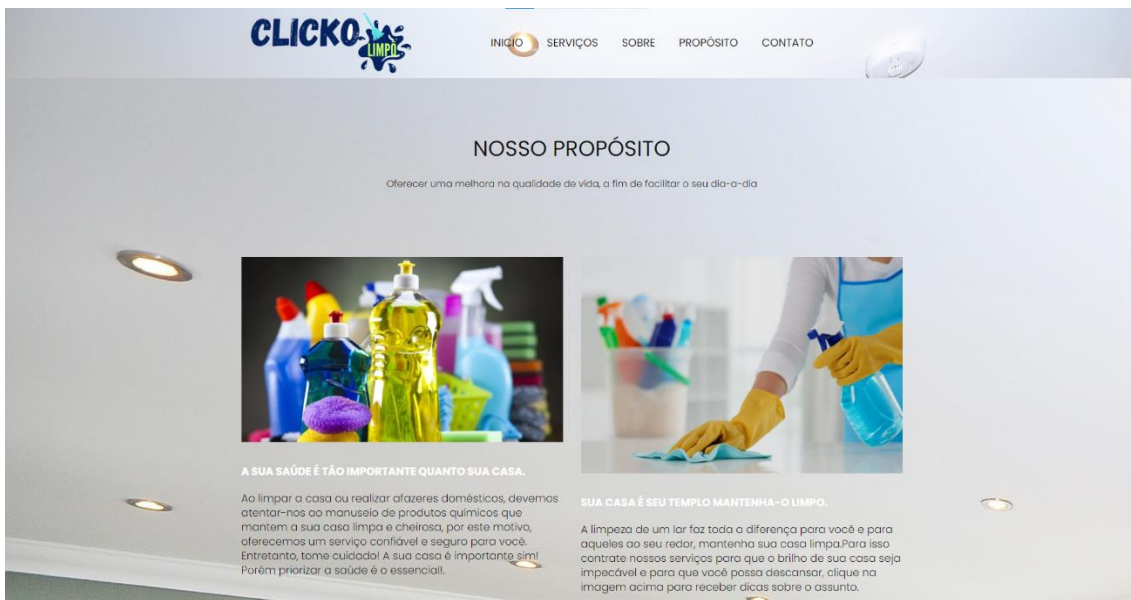 CLICKO
LIMPO
INICIO SERVIÇOS SOBRE PROPÓSITO CONTATO
NOSSO PROPÓSITO
Oferecer uma melhora na qualidade de vida, a fim de facilitar o seu dia-a-dia
A SUA SAÚDE É TÃO IMPORTANTE QUANTO SUA CASA.
Ao limpar a casa ou realizar afazeres domésticos, devemos
atentar-nos ao manuseio de produtos químicos que
mantem a sua casa limpa e cheirosa, por este motivo,
oferecemos um serviço confiável e seguro para você.
Entretanto, tome cuidado! A sua casa é importante sim!
Porém priorizar a saúde é o essencial!.
SUA CASA É SEU TEMPLO MANTENHA-O LIMPO.
A limpeza de um lar faz toda a diferença para você e para
aqueles ao seu redor, mantenha sua casa limpa.Para isso
contrate nossos serviços para que o brilho de sua casa seja
impecável e para que você possa descansar, clique na
imagem acima para receber dicas sobre o assunto.